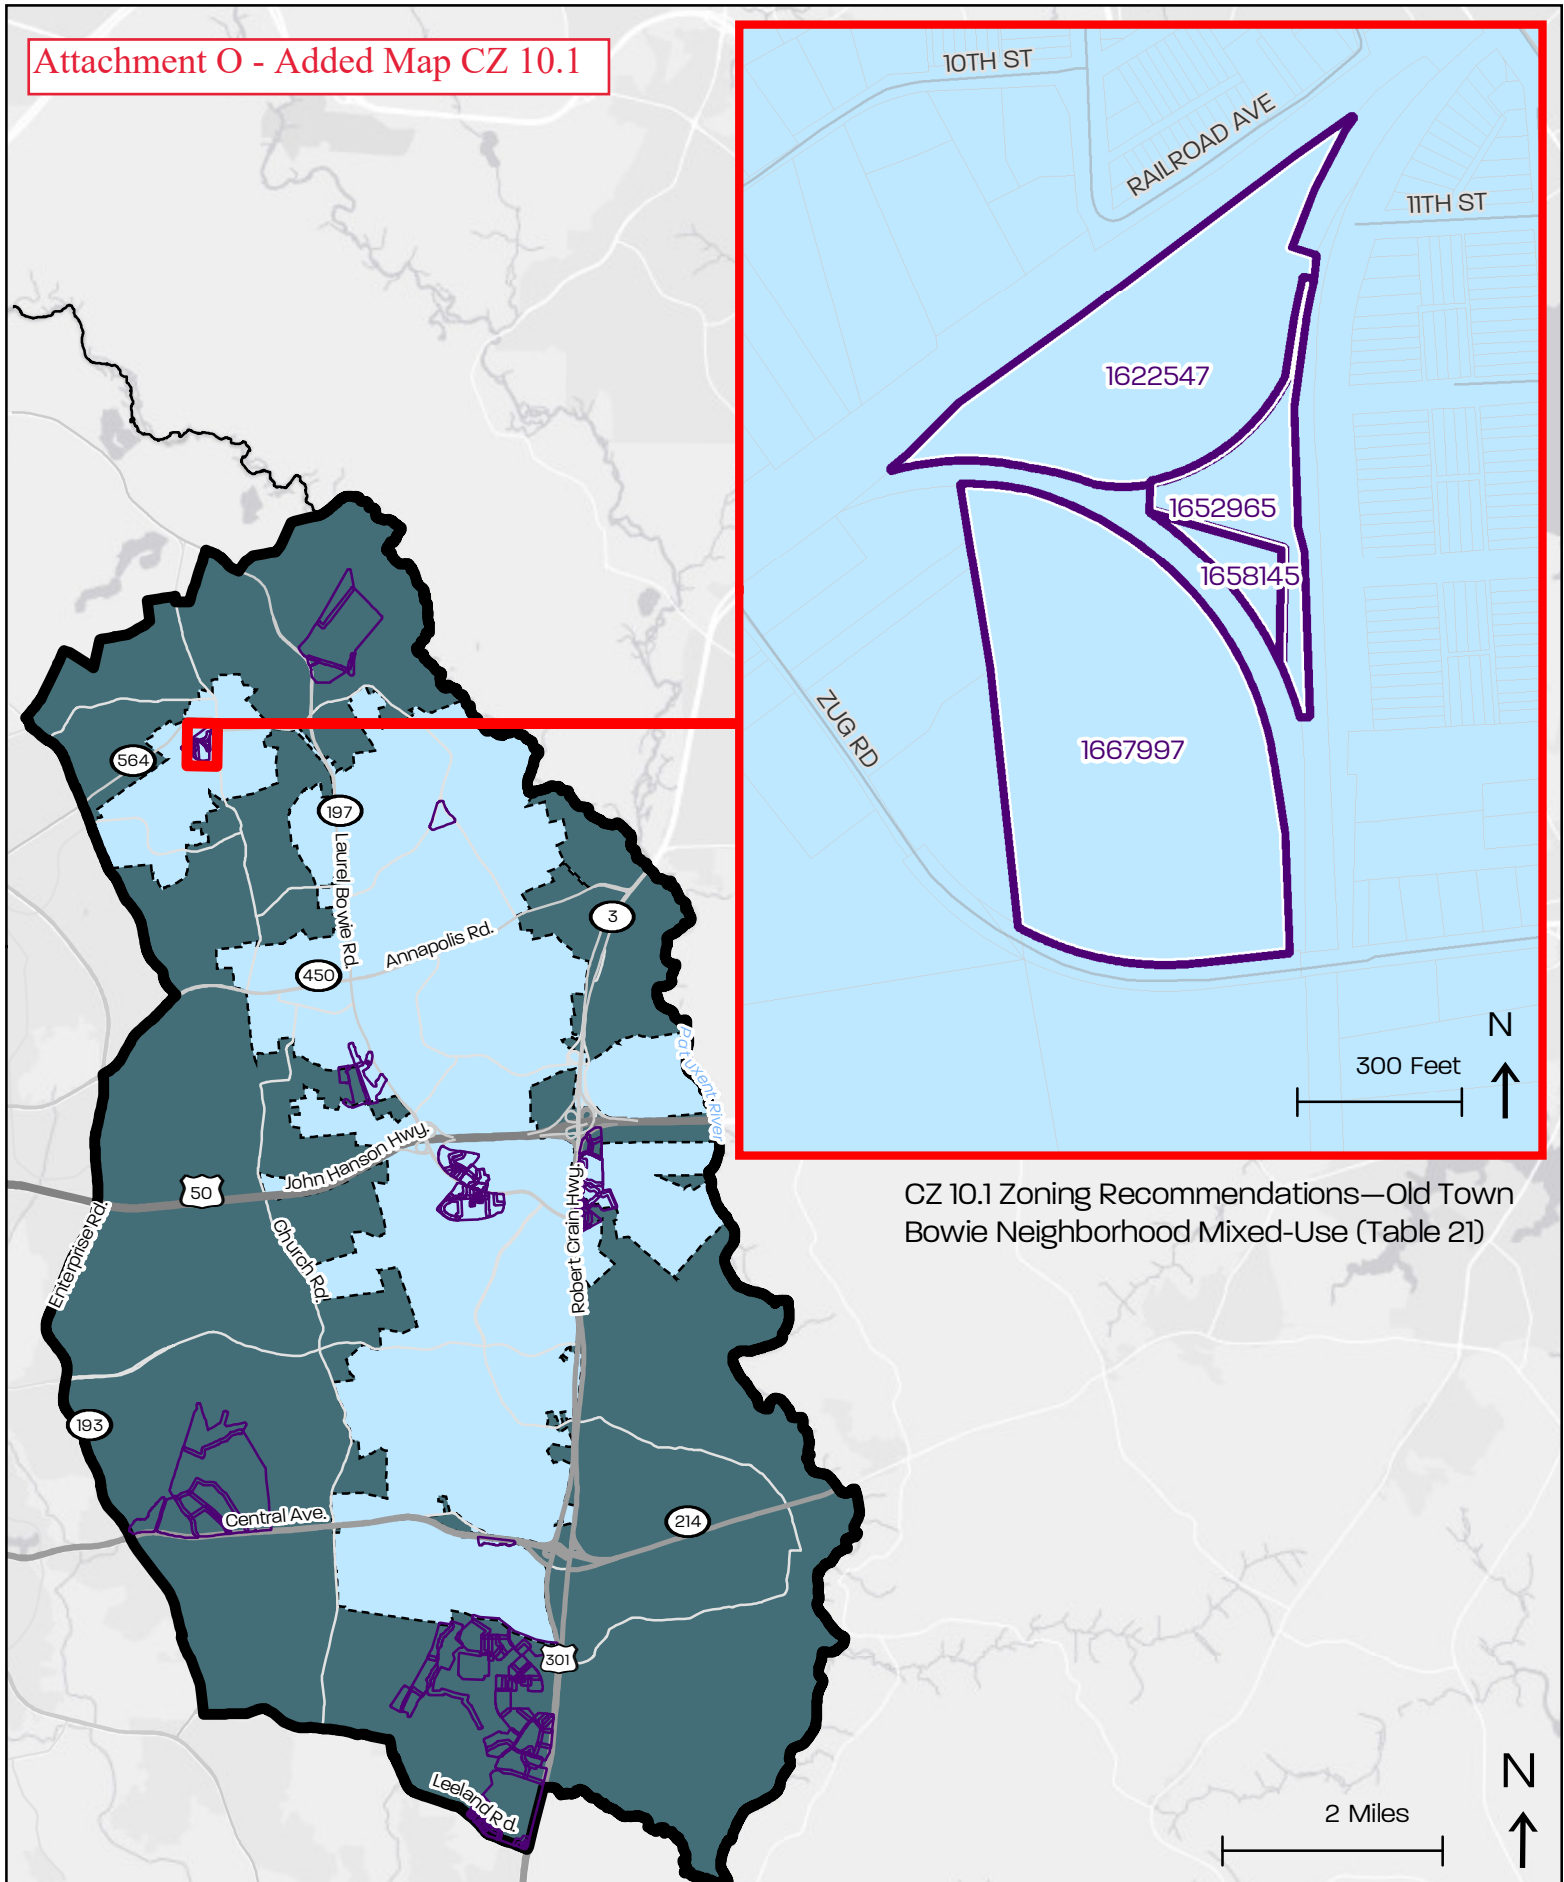 Attachment O - Added Map CZ 10.1
10TH ST
RAILROAD AVE
11TH ST
1622547
1652965
1658145
1667997
ZUG RD
N
300 Feet
CZ 10.1 Zoning Recommendations—Old Town
Bowie Neighborhood Mixed-Use (Table 21)
564
197
Laurel Bowie Rd.
3
Annapolis Rd.
450
Patuxent River
John Hanson Hwy.
50
Enterprise Rd.
Church Rd.
Robert Crain Hwy.
193
Central Ave.
214
301
Leeland Rd.
N
2 Miles